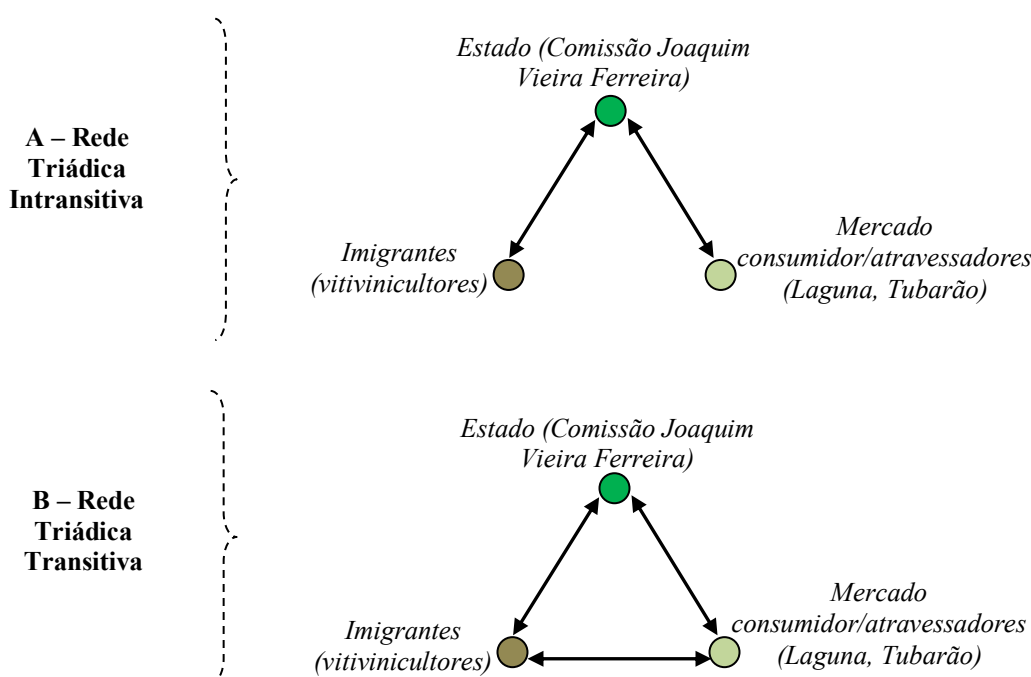 Estado (Comissão Joaquim
Vieira Ferreira)
A – Rede
Triádica
Intransitiva
Imigrantes
(vitivinicultores)
Mercado
consumidor/atravessadores
(Laguna, Tubarão)
Estado (Comissão Joaquim
Vieira Ferreira)
B – Rede
Triádica
Transitiva
Imigrantes
(vitivinicultores)
Mercado
consumidor/atravessadores
(Laguna, Tubarão)